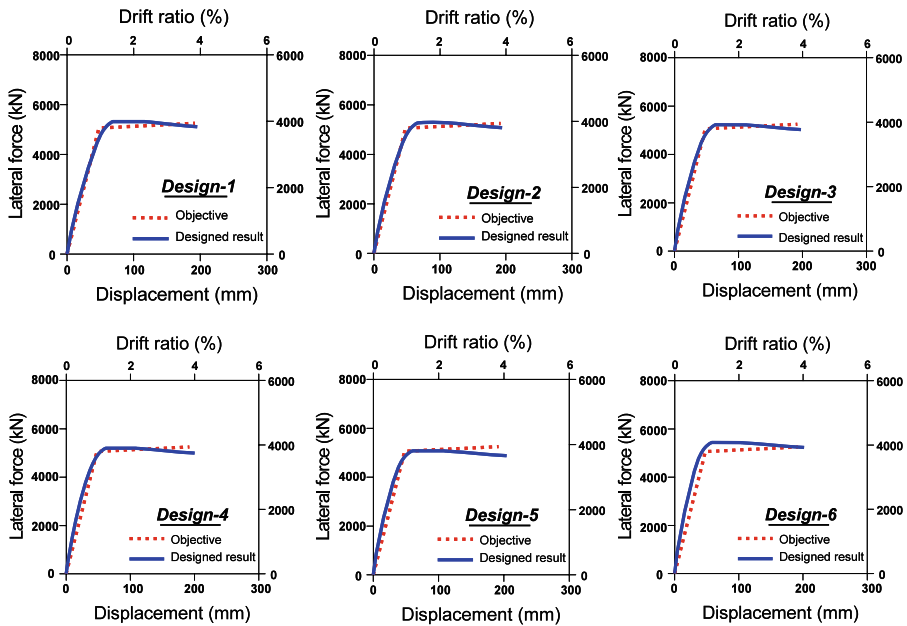 Drift ratio (%)
0 2 4 6
8000 6000
6000
4000 4000
2000 2000
0 0
0 100 200 300
Lateral force (kN)
Displacement (mm)
Design-1
Objective
Designed result
Drift ratio (%)
0 2 4 6
8000 6000
6000
4000 4000
2000 2000
0 0
0 100 200 300
Lateral force (kN)
Displacement (mm)
Design-2
Objective
Designed result
Drift ratio (%)
0 2 4 6
8000 6000
6000
4000 4000
2000 2000
0 0
0 100 200 300
Lateral force (kN)
Displacement (mm)
Design-3
Objective
Designed result
Drift ratio (%)
0 2 4 6
8000 6000
6000
4000 4000
2000 2000
0 0
0 100 200 300
Lateral force (kN)
Displacement (mm)
Design-4
Objective
Designed result
Drift ratio (%)
0 2 4 6
8000 6000
6000
4000 4000
2000 2000
0 0
0 100 200 300
Lateral force (kN)
Displacement (mm)
Design-5
Objective
Designed result
Drift ratio (%)
0 2 4 6
8000 6000
6000
4000 4000
2000 2000
0 0
0 100 200 300
Lateral force (kN)
Displacement (mm)
Design-6
Objective
Designed result